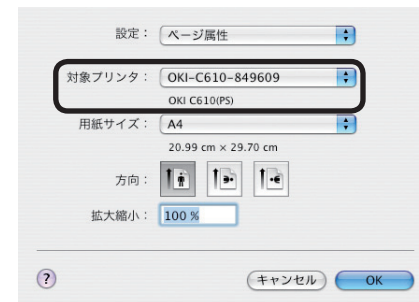 設定： ページ属性
対象プリンタ： OKI-C610-849609
OKI C610(PS)
用紙サイズ： A4
20.99 cm × 29.70 cm
方向：
拡大縮小： 100 %
? キャンセル OK